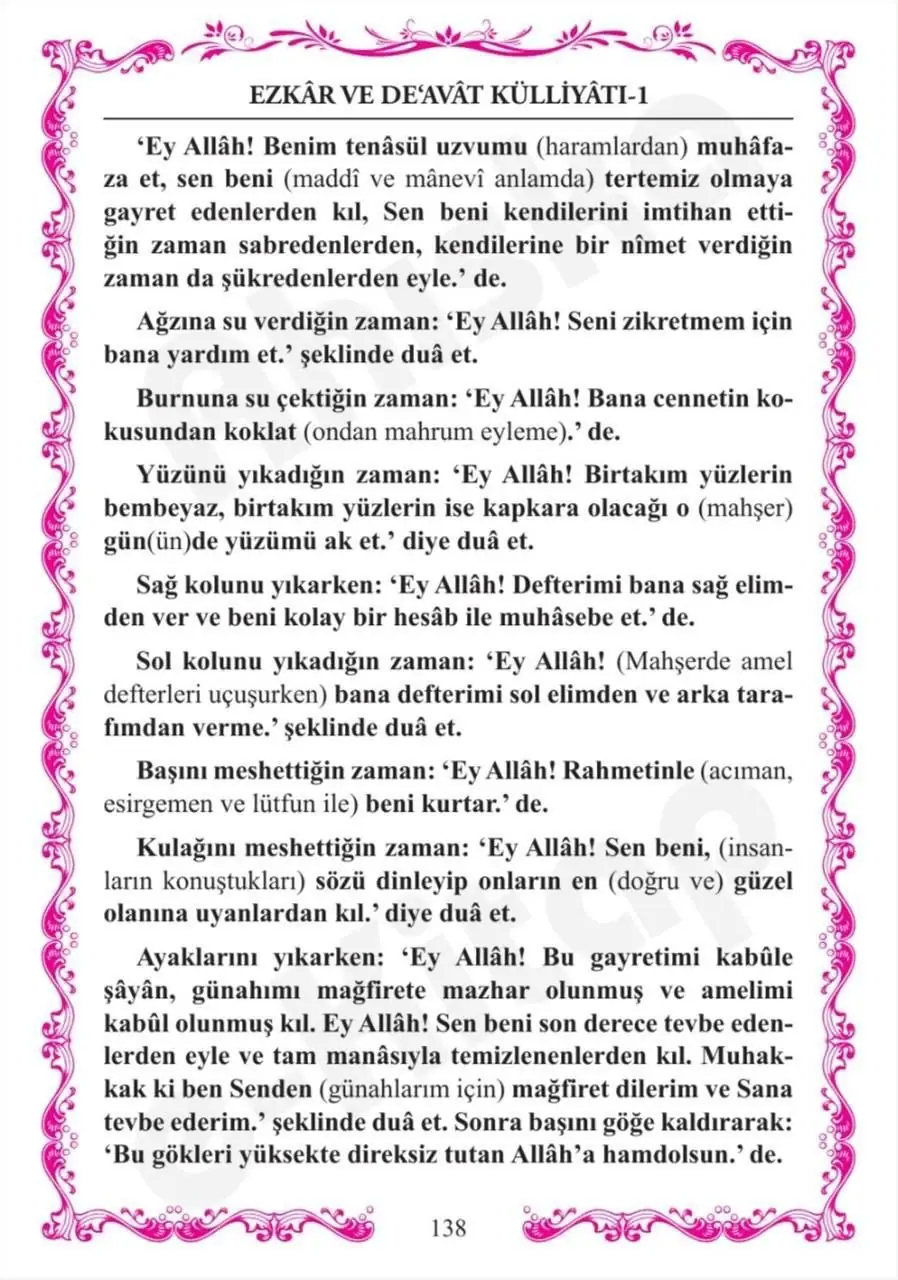 EZKÂR VE DE‘AVÂT KÜLLİYÂTI-1
‘Ey Allâh! Benim tenâsül uzvumu (haramlardan) muhâfa-
za et, sen beni (maddî ve mânevî anlamda) tertemiz olmaya
gayret edenlerden kıl, Sen beni kendilerini imtihan etti-
ğin zaman sabredenlerden, kendilerine bir nîmet verdiğin
zaman da şükredenlerden eyle.’ de.
Ağzına su verdiğin zaman: ‘Ey Allâh! Seni zikretmem için
bana yardım et.’ şeklinde duâ et.
Burnuna su çektiğin zaman: ‘Ey Allâh! Bana cennetin ko-
kusundan koklat (ondan mahrum eyleme).’ de.
Yüzünü yıkadığın zaman: ‘Ey Allâh! Birtakım yüzlerin
bembeyaz, birtakım yüzlerin ise kapkara olacağı o (mahşer)
gün(ün)de yüzümü ak et.’ diye duâ et.
Sağ kolunu yıkarken: ‘Ey Allâh! Defterimi bana sağ elim-
den ver ve beni kolay bir hesâb ile muhâsebe et.’ de.
Sol kolunu yıkadığın zaman: ‘Ey Allâh! (Mahşerde amel
defterleri uçuşurken) bana defterimi sol elimden ve arka tara-
fımdan verme.’ şeklinde duâ et.
Başını meshettiğin zaman: ‘Ey Allâh! Rahmetinle (acıman,
esirgemen ve lütfun ile) beni kurtar.’ de.
Kulağını meshettiğin zaman: ‘Ey Allâh! Sen beni, (insan-
ların konuştukları) sözü dinleyip onların en (doğru ve) güzel
olanına uyanlardan kıl.’ diye duâ et.
Ayaklarını yıkarken: ‘Ey Allâh! Bu gayretimi kabûle
şâyân, günahımı mağfirete mazhar olunmuş ve amelimi
kabûl olunmuş kıl. Ey Allâh! Sen beni son derece tevbe eden-
lerden eyle ve tam manâsıyla temizlenenlerden kıl. Muhak-
kak ki ben Senden (günahlarım için) mağfiret dilerim ve Sana
tevbe ederim.’ şeklinde duâ et. Sonra başını göğe kaldırarak:
‘Bu gökleri yüksekte direksiz tutan Allâh’a hamdolsun.’ de.
138
Ahıska
e-kitap